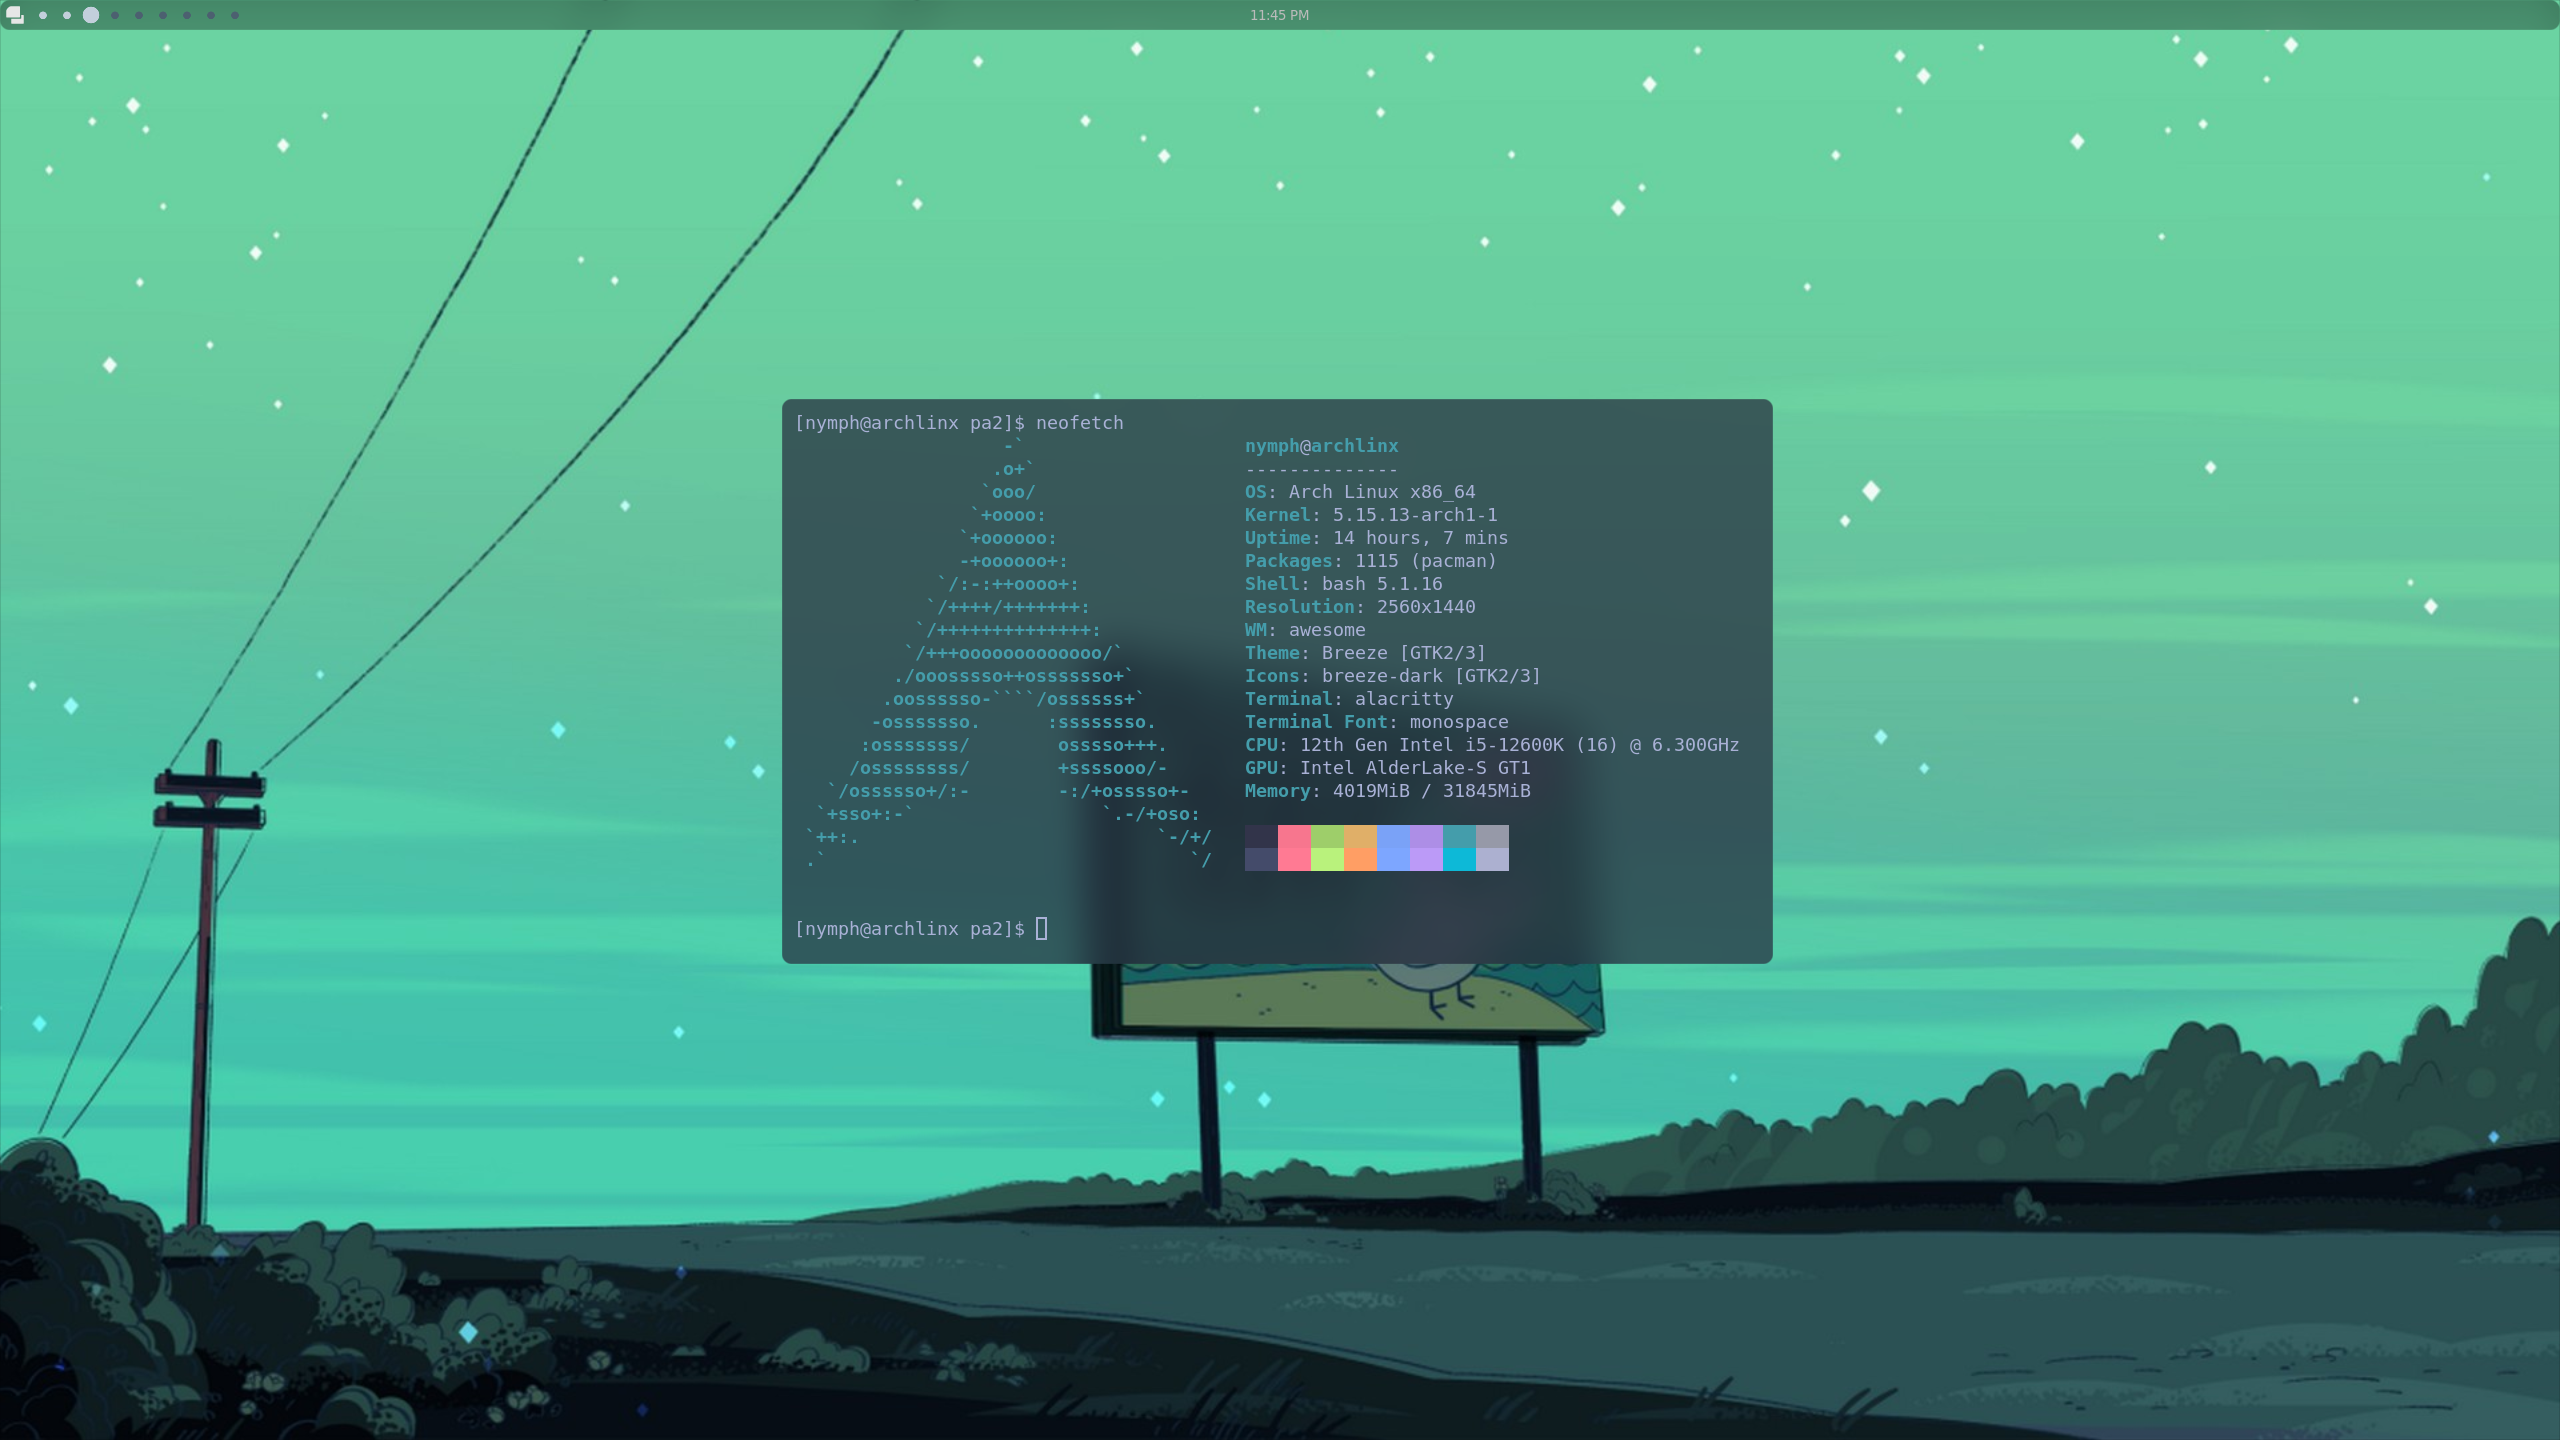 11:45 PM
[nymph@archlinx pa2]$ neofetch
                   -`                    nymph@archlinx
                  .o+`                   --------------
                 `ooo/                   OS: Arch Linux x86_64
                `+oooo:                  Kernel: 5.15.13-arch1-1
               `+oooooo:                 Uptime: 14 hours, 7 mins
               -+oooooo+:                Packages: 1115 (pacman)
             `/:-:++oooo+:               Shell: bash 5.1.16
            `/++++/+++++++:              Resolution: 2560x1440
           `/++++++++++++++:             WM: awesome
          `/+++ooooooooooooo/`           Theme: Breeze [GTK2/3]
         ./ooosssso++osssssso+`          Icons: breeze-dark [GTK2/3]
        .oossssso-````/ossssss+`         Terminal: alacritty
       -osssssso.      :ssssssso.        Terminal Font: monospace
      :osssssss/        osssso+++.       CPU: 12th Gen Intel i5-12600K (16) @ 6.300GHz
     /ossssssss/        +ssssooo/-       GPU: Intel AlderLake-S GT1
   `/ossssso+/:-        -:/+osssso+-     Memory: 4019MiB / 31845MiB
  `+sso+:-`                 `.-/+oso:
 `++:.                           `-/+/
 .`                                 `/
[nymph@archlinx pa2]$